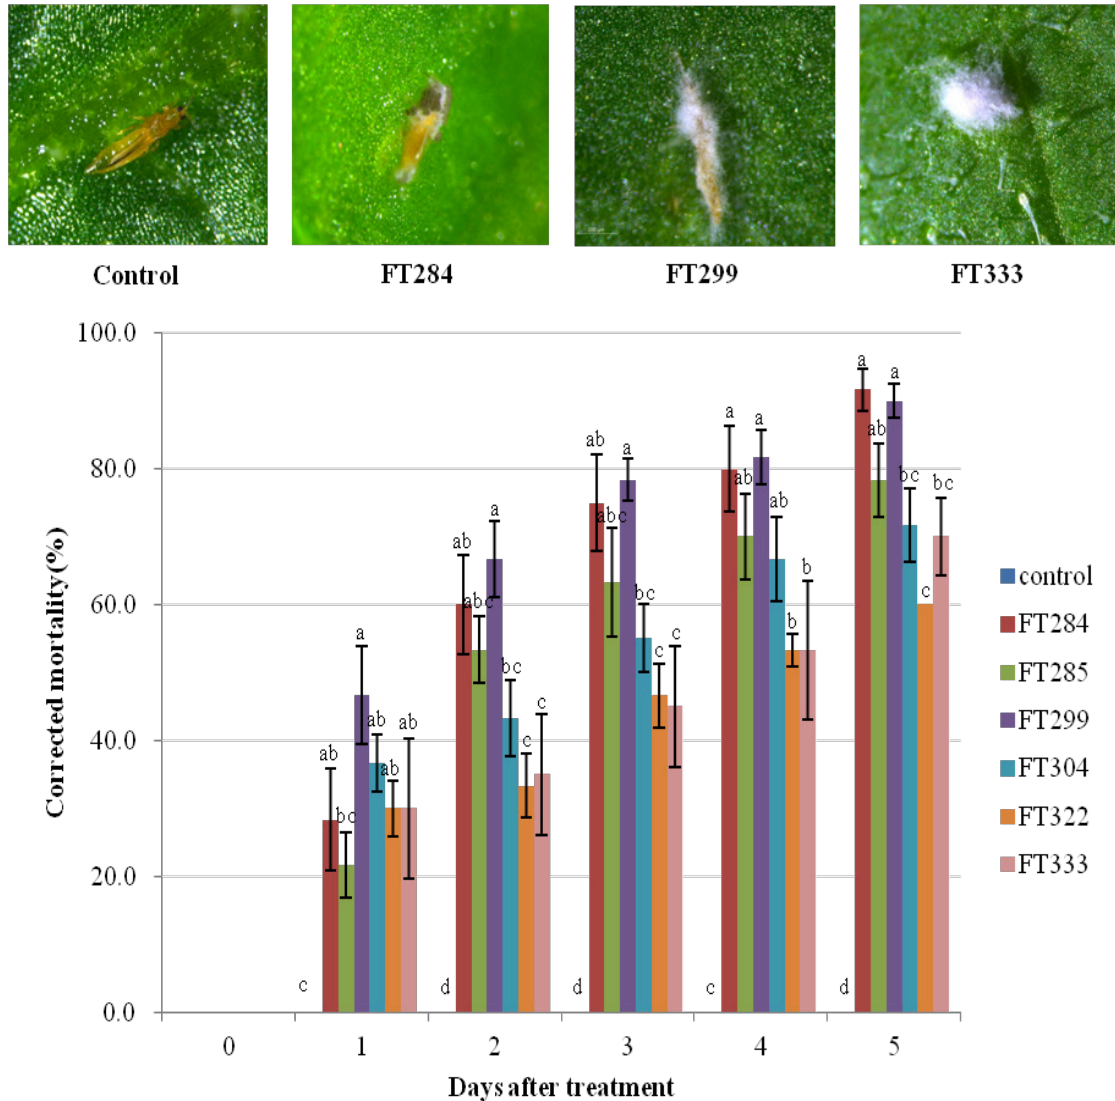 Control
FT284
FT299
FT333
100.0
80.0
60.0
40.0
20.0
0.0
Corrected mortality (%)
c
ab
bc
a
ab
ab
ab
d
ab
abc
a
bc
c
c
d
ab
abc
a
bc
c
c
c
a
ab
a
ab
b
b
d
a
ab
a
bc
c
bc
0
1
2
3
4
5
Days after treatment
control
FT284
FT285
FT299
FT304
FT322
FT333